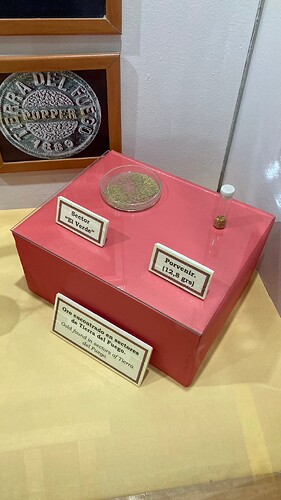 TIERRA DEL FUEGO
POPPER
1889
Sector
"El Verde"
Porvenir.
(12,8 grs)
Oro encontrado en sectores
de Tierra del Fuego.
Gold found in sectors of Tierra
del Fuego